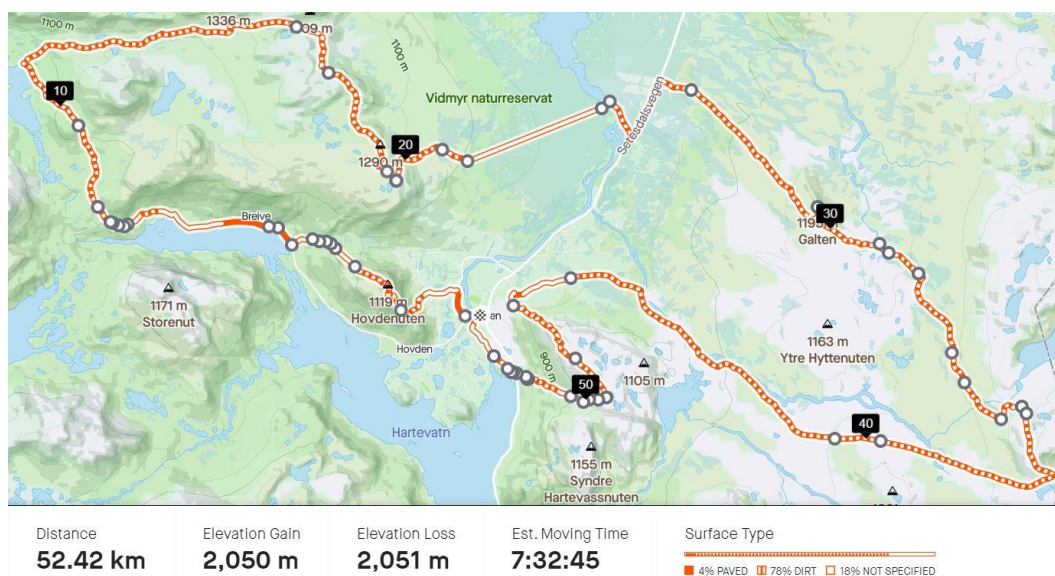 1100 m
1336 m
1100 m
10
Vidmyr naturreservat
Setesdalsvegen
20
1290 m
Breive
30
Galten
1171 m
Storenut
1119 m
Hovdenuten
Hovden
900 m
1163 m
Ytre Hyttenuten
1105 m
50
40
Hartevatn
1155 m
Syndre
Hartevassnuten
Distance
52.42 km
Elevation Gain
2,050 m
Elevation Loss
2,051 m
Est. Moving Time
7:32:45
Surface Type
4% PAVED
78% DIRT
18% NOT SPECIFIED